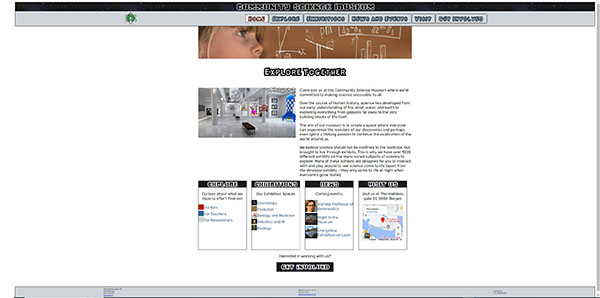 COMMUNITY SCIENCE MUSEUM
HOME EXPLORE EXHIBITIONS NEWS AND EVENTS VISIT GET INVOLVED
EXPLORE TOGETHER
Come join us at the Community Science Museum where we're
committed to making science accessible to all.
Over the course of human history, science has developed from
our early understanding of fire, wind, water, and earth to
exploring everything from galaxies far away to the very
building blocks of life itself.
The aim of our museum is to create a space where everyone
can experience the wonders of our discoveries and perhaps
even ignite a lifelong passion to continue the exploration of the
world around us.
We believe science should not be confined to the textbook, but
brought to live through exhibits. This is why we have over 1000
different exhibits on the many varied subjects of science to
explore. Many of these exhibits are designed for you to interact
with and play around to see science come to life (apart from
the dinosaur exhibits - they only come to life at night when
everyone's gone home).
EXPLORE
Curious about what we
have to offer? Find out
For Kids
For Teachers
For Researchers
EXHIBITIONS
Our Exhibition Spaces
Cosmology
Evolution
Biology and Medicine
Robotics and AI
Ecology
NEWS
Coming events:
Visiting Professor of
Aeronautics
Night in the
Museum
Energetica
Exhibition on Loan
VISIT US
Visit us at Thormøhlens
gate 51, 5006 Bergen
Interested in working with us?
GET INVOLVED